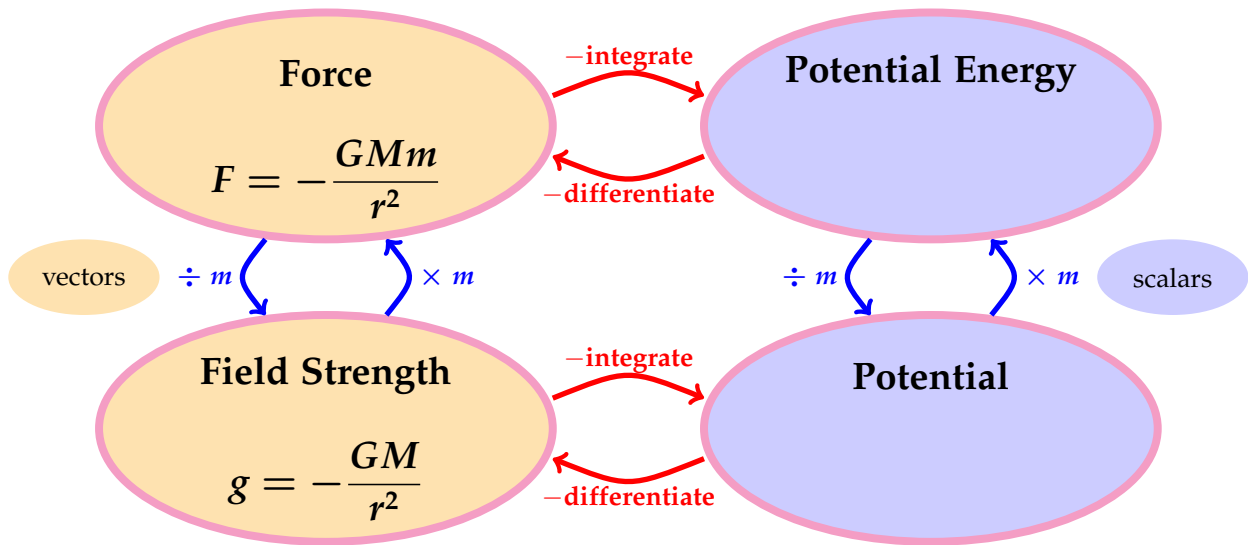 Force
F = −GMm/r²
−integrate
−differentiate
Potential Energy
vectors
÷ m
× m
÷ m
× m
scalars
Field Strength
g = −GM/r²
−integrate
−differentiate
Potential